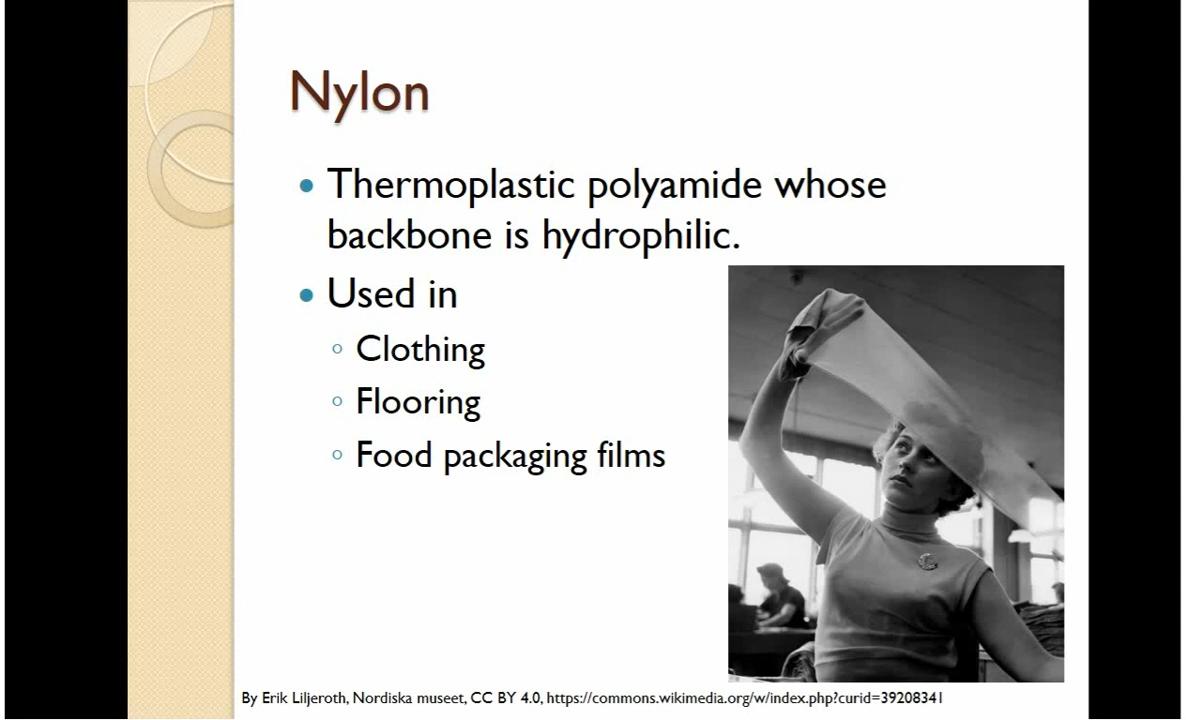 Nylon
• Thermoplastic polyamide whose
backbone is hydrophilic.
• Used in
◦ Clothing
◦ Flooring
◦ Food packaging films
By Erik Liljeroth, Nordiska museet, CC BY 4.0, https://commons.wikimedia.org/w/index.php?curid=39208341